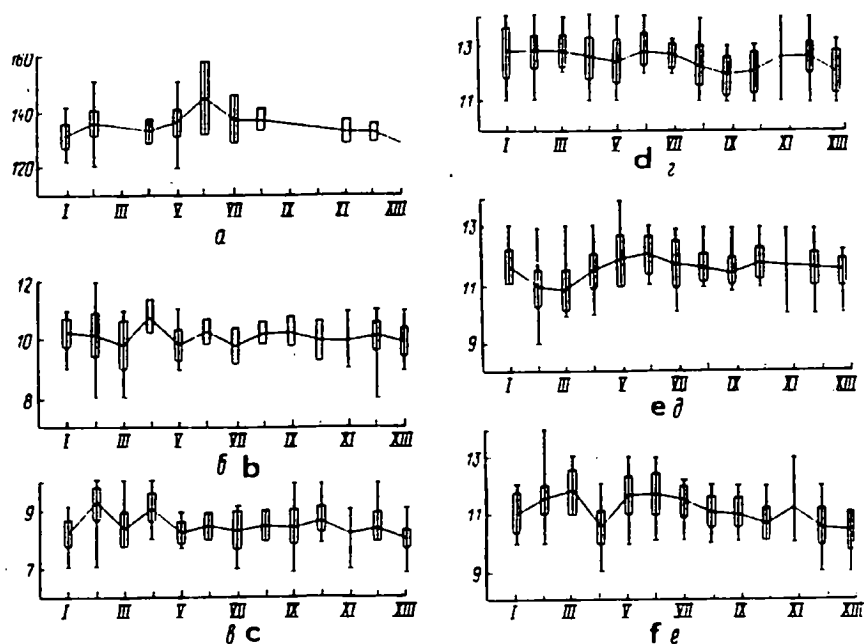 160
140
120
I III V VII IX XI XIII
а
12
10
8
I III V VII IX XI XIII
б b
9
7
I III V VII IX XI XIII
в c
13
11
I III V VII IX XI XIII
d г
13
11
9
I III V VII IX XI XIII
e д
13
11
9
I III V VII IX XI XIII
f е